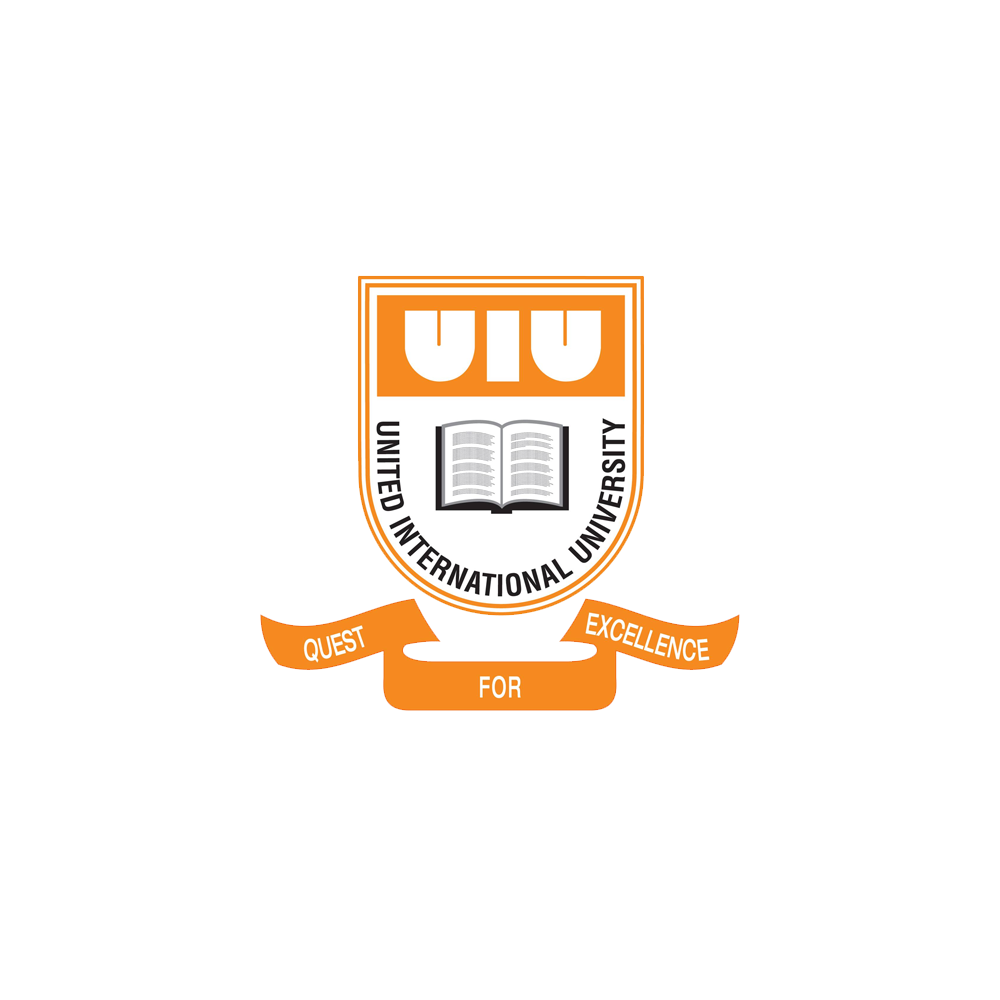 UIU
UNITED INTERNATIONAL UNIVERSITY
QUEST
FOR
EXCELLENCE